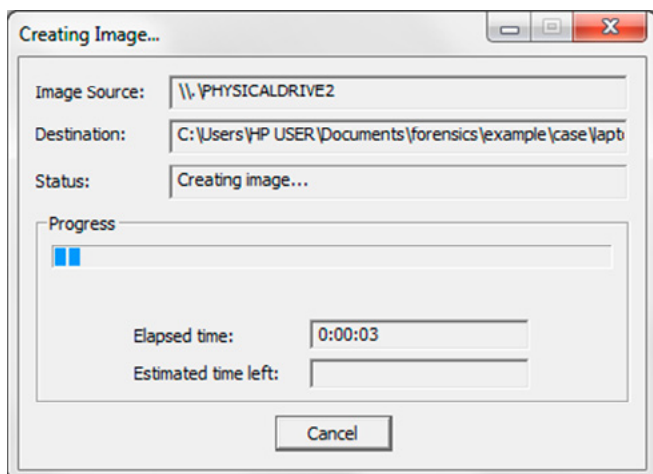 Creating Image...
Image Source: \\.\PHYSICALDRIVE2
Destination: C:\Users\HP USER\Documents\forensics\example\case\lapt
Status: Creating image...
Progress
Elapsed time: 0:00:03
Estimated time left:
Cancel